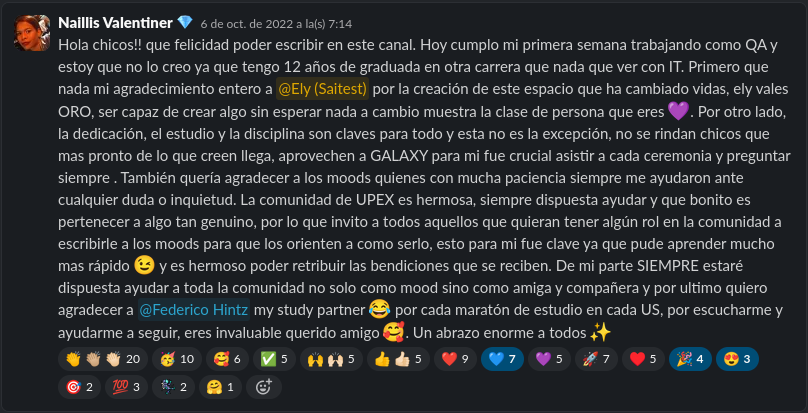 Naillis Valentiner 💎 6 de oct. de 2022 a la(s) 7:14
Hola chicos!! que felicidad poder escribir en este canal. Hoy cumplo mi primera semana trabajando como QA y
estoy que no lo creo ya que tengo 12 años de graduada en otra carrera que nada que ver con IT. Primero que
nada mi agradecimiento entero a @Ely (Saitest) por la creación de este espacio que ha cambiado vidas, ely vales
ORO, ser capaz de crear algo sin esperar nada a cambio muestra la clase de persona que eres 💜. Por otro lado,
la dedicación, el estudio y la disciplina son claves para todo y esta no es la excepción, no se rindan chicos que
mas pronto de lo que creen llega, aprovechen a GALAXY para mi fue crucial asistir a cada ceremonia y preguntar
siempre . También quería agradecer a los moods quienes con mucha paciencia siempre me ayudaron ante
cualquier duda o inquietud. La comunidad de UPEX es hermosa, siempre dispuesta ayudar y que bonito es
pertenecer a algo tan genuino, por lo que invito a todos aquellos que quieran tener algún rol en la comunidad a
escribirle a los moods para que los orienten a como serlo, esto para mi fue clave ya que pude aprender mucho
mas rápido 😉 y es hermoso poder retribuir las bendiciones que se reciben. De mi parte SIEMPRE estaré
dispuesta ayudar a toda la comunidad no solo como mood sino como amiga y compañera y por ultimo quiero
agradecer a @Federico Hintz my study partner 😂 por cada maratón de estudio en cada US, por escucharme y
ayudarme a seguir, eres invaluable querido amigo 🥰. Un abrazo enorme a todos ✨
20 10 6 5 5 5 9 7 5 7 5 4 3
2 3 2 1